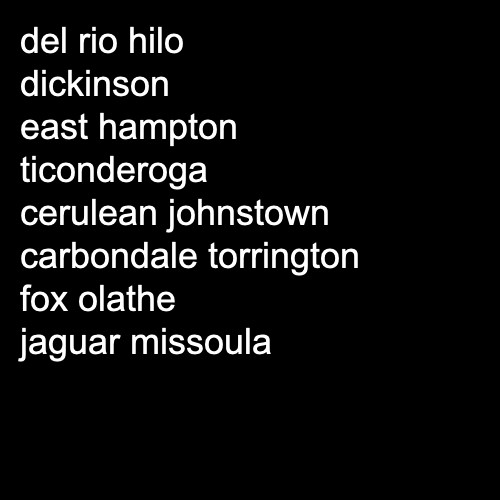 del rio hilo
dickinson
east hampton
ticonderoga
cerulean johnstown
carbondale torrington
fox olathe
jaguar missoula